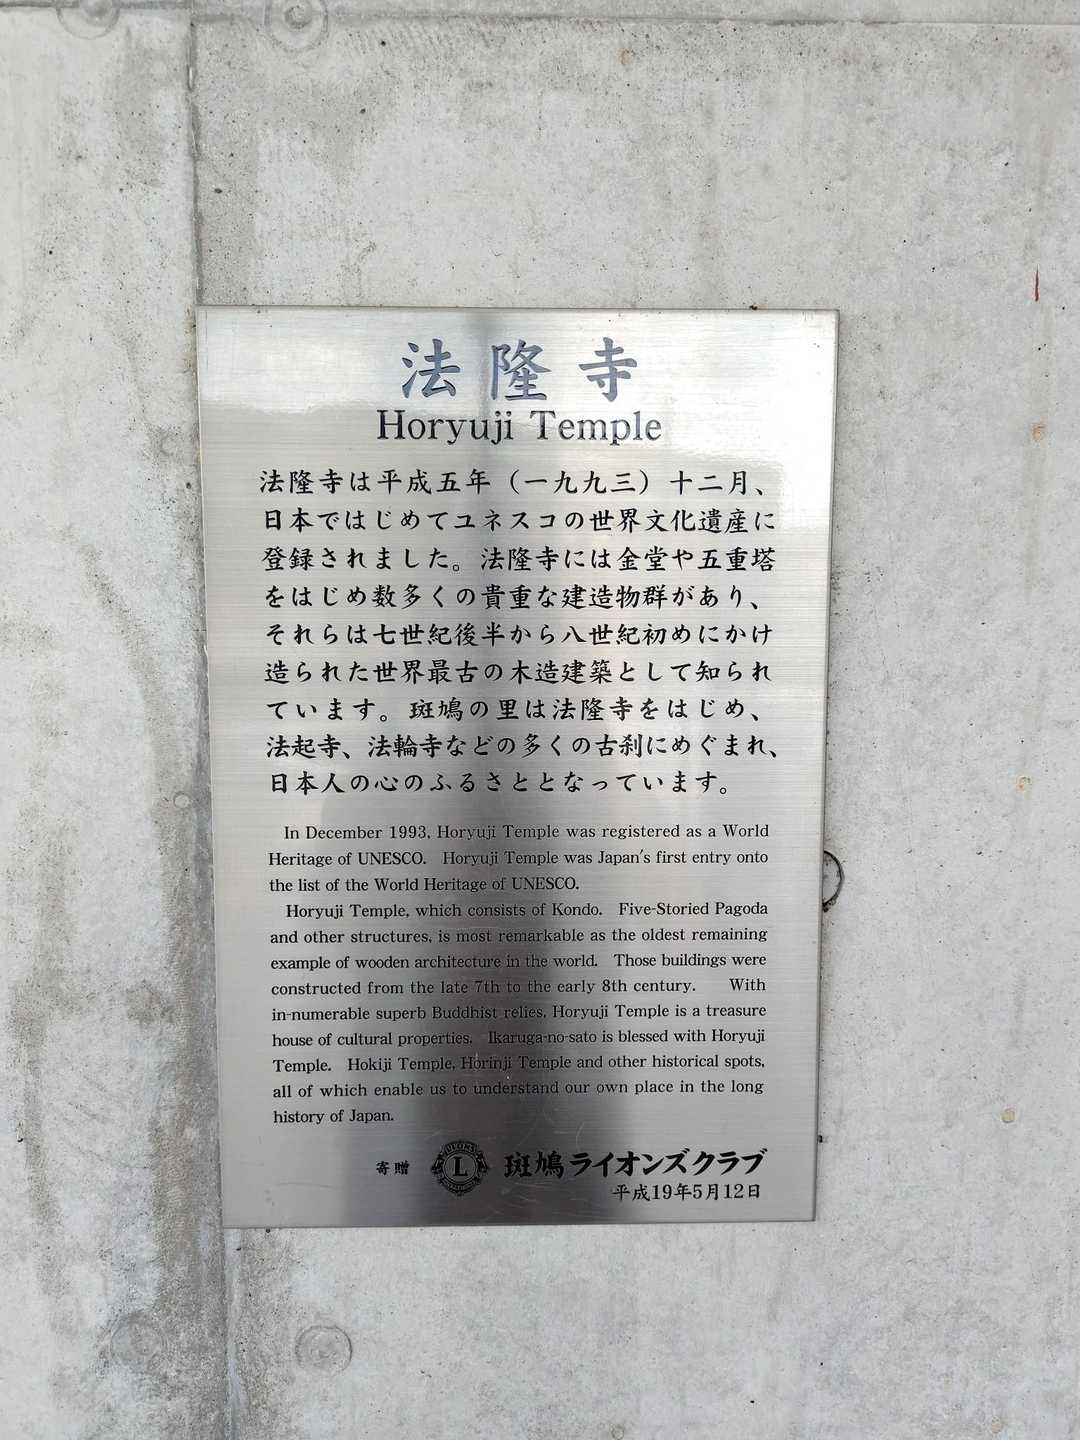 法隆寺
Horyuji Temple
法隆寺は平成五年（一九九三）十二月、
日本ではじめてユネスコの世界文化遺産に
登録されました。法隆寺には金堂や五重塔
をはじめ数多くの貴重な建造物群があり、
それらは七世紀後半から八世紀初めにかけ
造られた世界最古の木造建築として知られ
ています。斑鳩の里は法隆寺をはじめ、
法起寺、法輪寺などの多くの古刹にめぐまれ、
日本人の心のふるさととなっています。
In December 1993, Horyuji Temple was registered as a World
Heritage of UNESCO. Horyuji Temple was Japan's first entry onto
the list of the World Heritage of UNESCO.
Horyuji Temple, which consists of Kondo. Five-Storied Pagoda
and other structures, is most remarkable as the oldest remaining
example of wooden architecture in the world. Those buildings were
constructed from the late 7th to the early 8th century. With
in-numerable superb Buddhist relies, Horyuji Temple is a treasure
house of cultural properties. Ikaruga-no-sato is blessed with Horyuji
Temple. Hokiji Temple, Horinji Temple and other historical spots,
all of which enable us to understand our own place in the long
history of Japan.
寄贈 LIONS L INTERNATIONAL 斑鳩ライオンズクラブ
平成19年5月12日